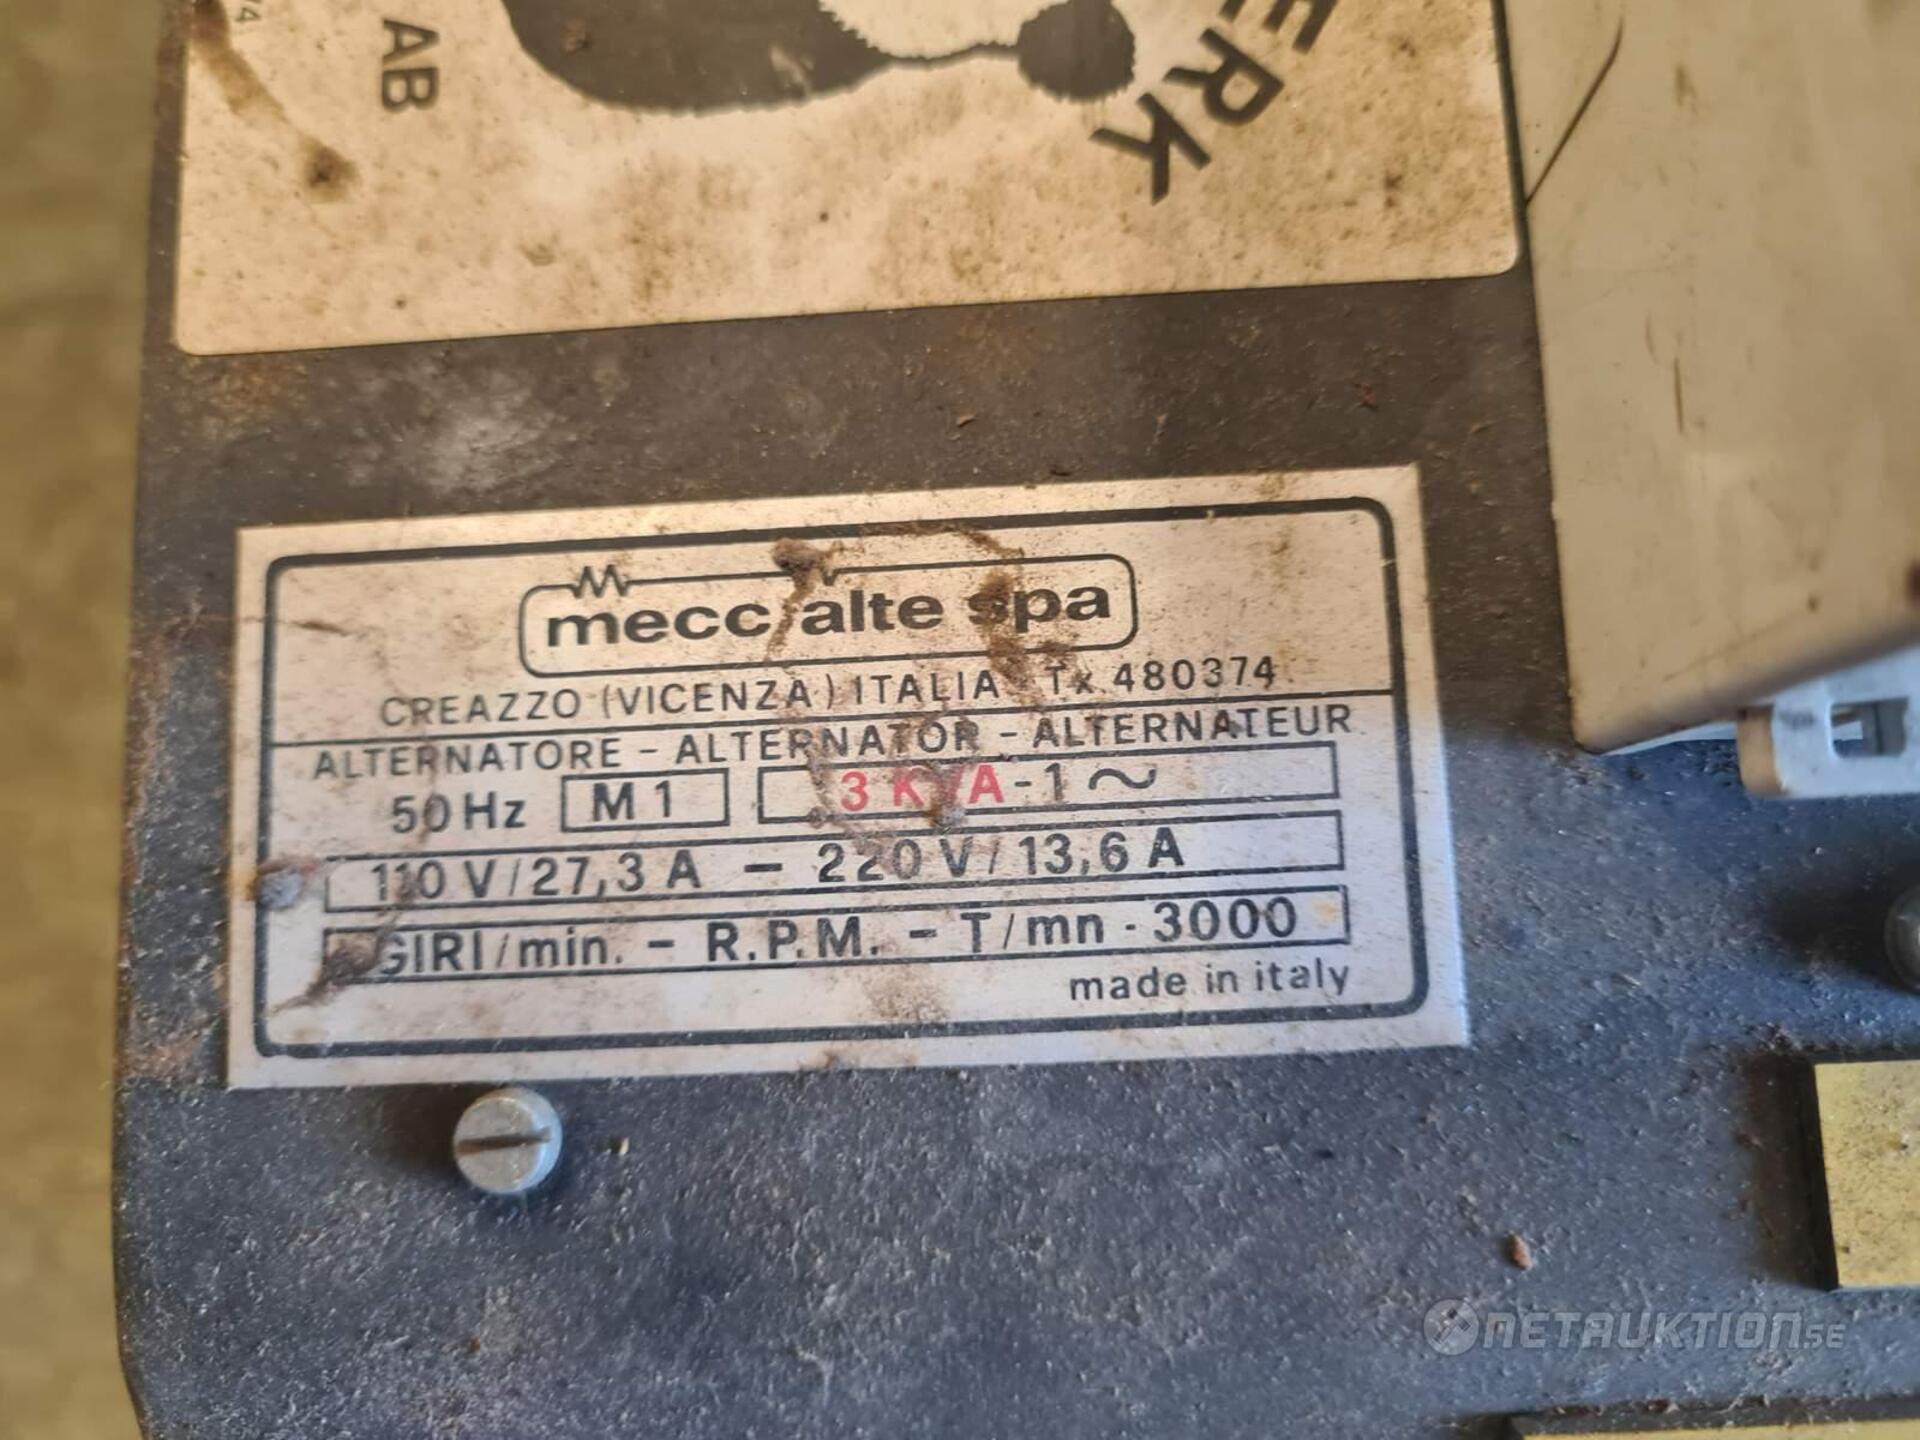 AB
ERK
mecc alte spa
CREAZZO (VICENZA) ITALIA Tx. 480374
ALTERNATORE - ALTERNATOR - ALTERNATEUR
50 Hz M 1 3 KVA - 1 ~
110 V / 27,3 A - 220 V / 13,6 A
GIRI/min. - R.P.M. - T/mn - 3000
made in italy
NETAUKTION.SE